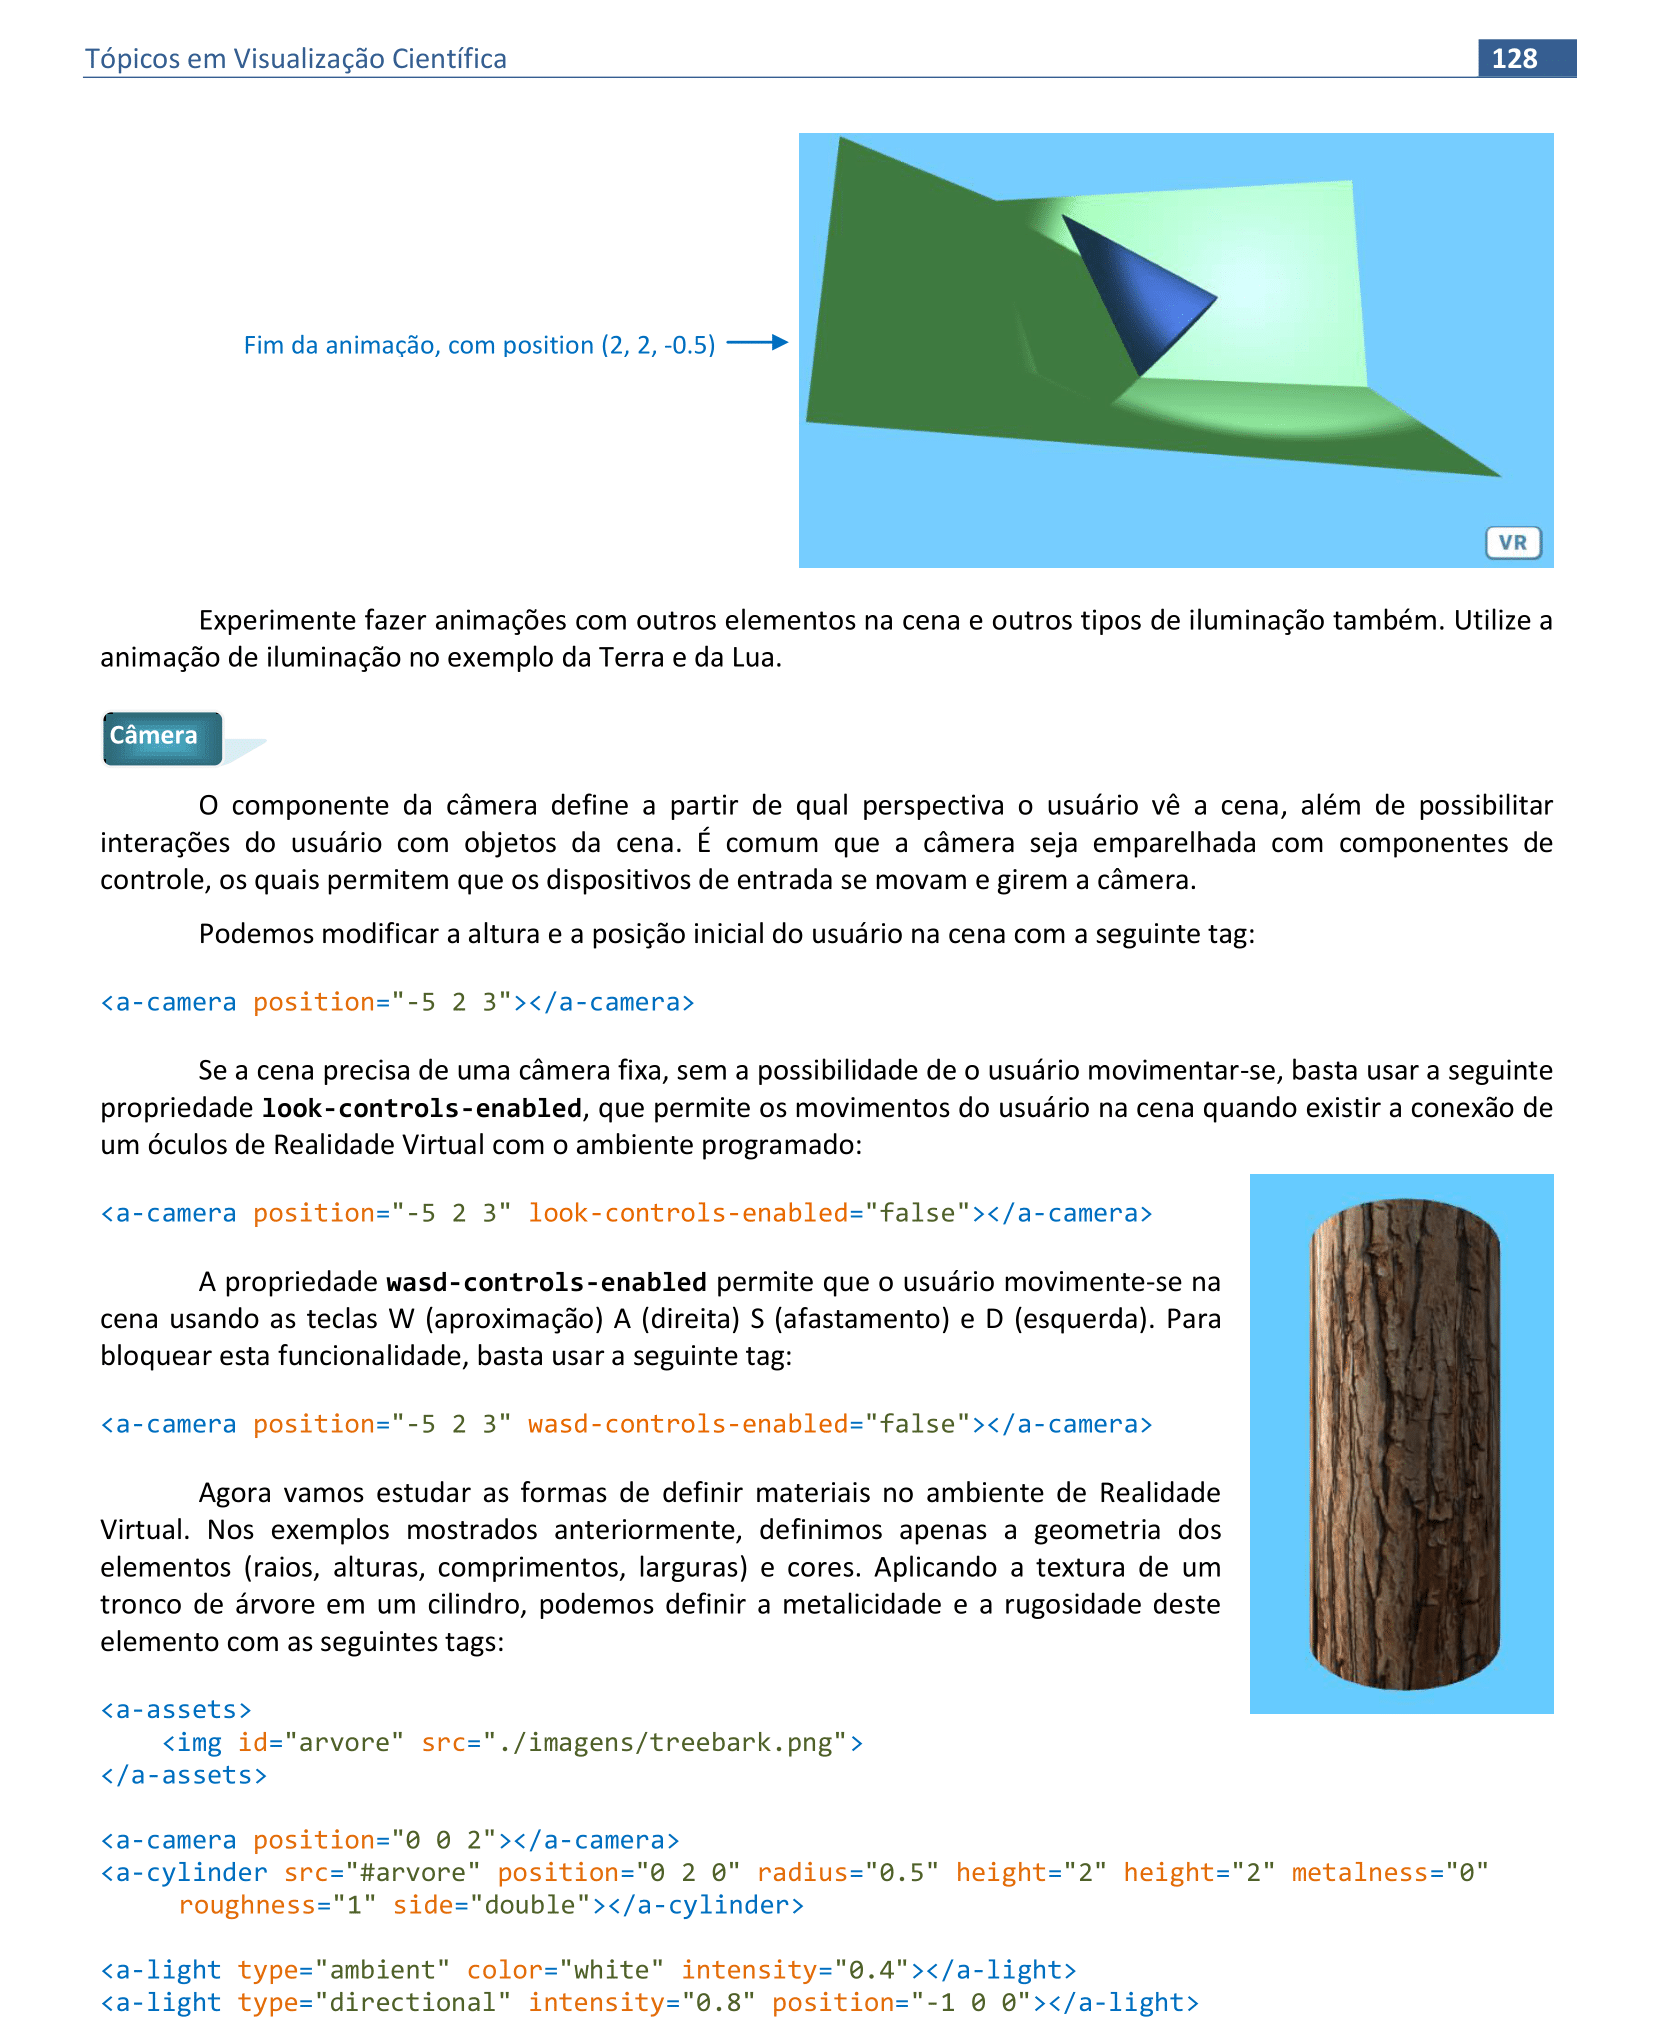 Tópicos em Visualização Científica
128
Fim da animação, com position (2, 2, -0.5)
VR
Experimente fazer animações com outros elementos na cena e outros tipos de iluminação também. Utilize a
animação de iluminação no exemplo da Terra e da Lua.
Câmera
O componente da câmera define a partir de qual perspectiva o usuário vê a cena, além de possibilitar
interações do usuário com objetos da cena. É comum que a câmera seja emparelhada com componentes de
controle, os quais permitem que os dispositivos de entrada se movam e girem a câmera.
Podemos modificar a altura e a posição inicial do usuário na cena com a seguinte tag:
<a-camera position="-5 2 3"></a-camera>
Se a cena precisa de uma câmera fixa, sem a possibilidade de o usuário movimentar-se, basta usar a seguinte
propriedade look-controls-enabled, que permite os movimentos do usuário na cena quando existir a conexão de
um óculos de Realidade Virtual com o ambiente programado:
<a-camera position="-5 2 3" look-controls-enabled="false"></a-camera>
A propriedade wasd-controls-enabled permite que o usuário movimente-se na
cena usando as teclas W (aproximação) A (direita) S (afastamento) e D (esquerda). Para
bloquear esta funcionalidade, basta usar a seguinte tag:
<a-camera position="-5 2 3" wasd-controls-enabled="false"></a-camera>
Agora vamos estudar as formas de definir materiais no ambiente de Realidade
Virtual. Nos exemplos mostrados anteriormente, definimos apenas a geometria dos
elementos (raios, alturas, comprimentos, larguras) e cores. Aplicando a textura de um
tronco de árvore em um cilindro, podemos definir a metalicidade e a rugosidade deste
elemento com as seguintes tags:
<a-assets>
<img id="arvore" src="./imagens/treebark.png">
</a-assets>
<a-camera position="0 0 2"></a-camera>
<a-cylinder src="#arvore" position="0 2 0" radius="0.5" height="2" height="2" metalness="0"
roughness="1" side="double"></a-cylinder>
<a-light type="ambient" color="white" intensity="0.4"></a-light>
<a-light type="directional" intensity="0.8" position="-1 0 0"></a-light>